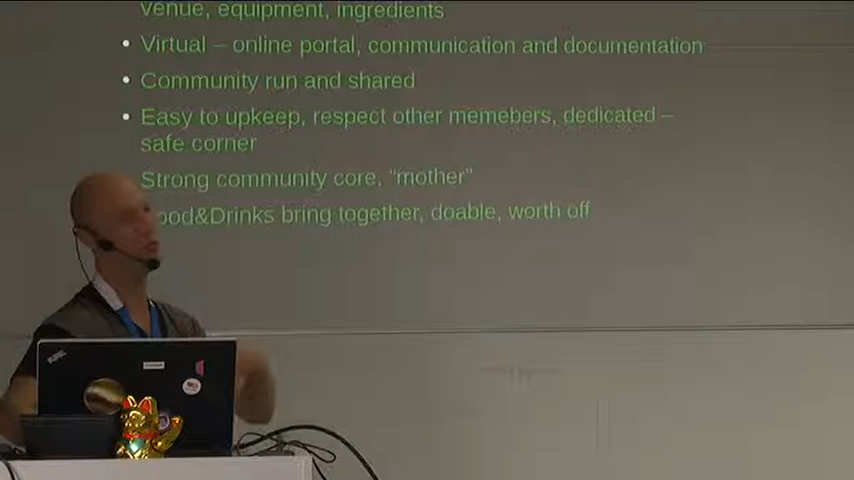 Venue, equipment, ingredients
• Virtual – online portal, communication and documentation
• Community run and shared
• Easy to upkeep, respect other memebers, dedicated –
safe corner
Strong community core, "mother"
ood&Drinks bring together, doable, worth off